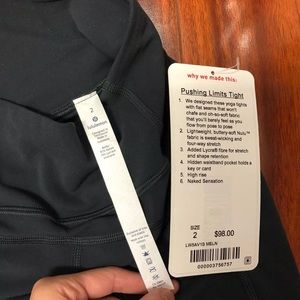 why we made this:
Pushing Limits Tight
1. We designed these yoga tights
with flat seams that won't
chafe and oh-so-soft fabric
that you'll barely feel as you
flow from pose to pose
2. Lightweight, buttery-soft Nulu™
fabric is sweat-wicking and
four-way stretch
3. Added Lycra® fibre for stretch
and shape retention
4. Hidden waistband pocket holds a
key or card
5. High rise
6. Naked Sensation
SIZE
2 $98.00
LW5AV1S MELN
000003756757
2
lululemon